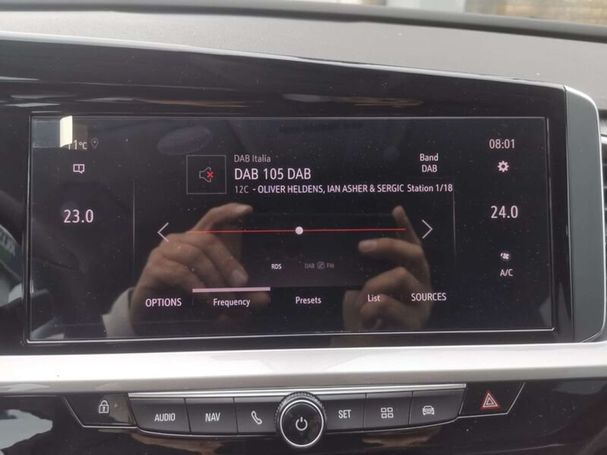 11°C
08:01
DAB Italia
DAB 105 DAB
Band
DAB
12C - OLIVER HELDENS, IAN ASHER & SERGIC Station 1/18
23.0
24.0
RDS DAB FM
A/C
OPTIONS Frequency Presets List SOURCES
AUDIO NAV SET